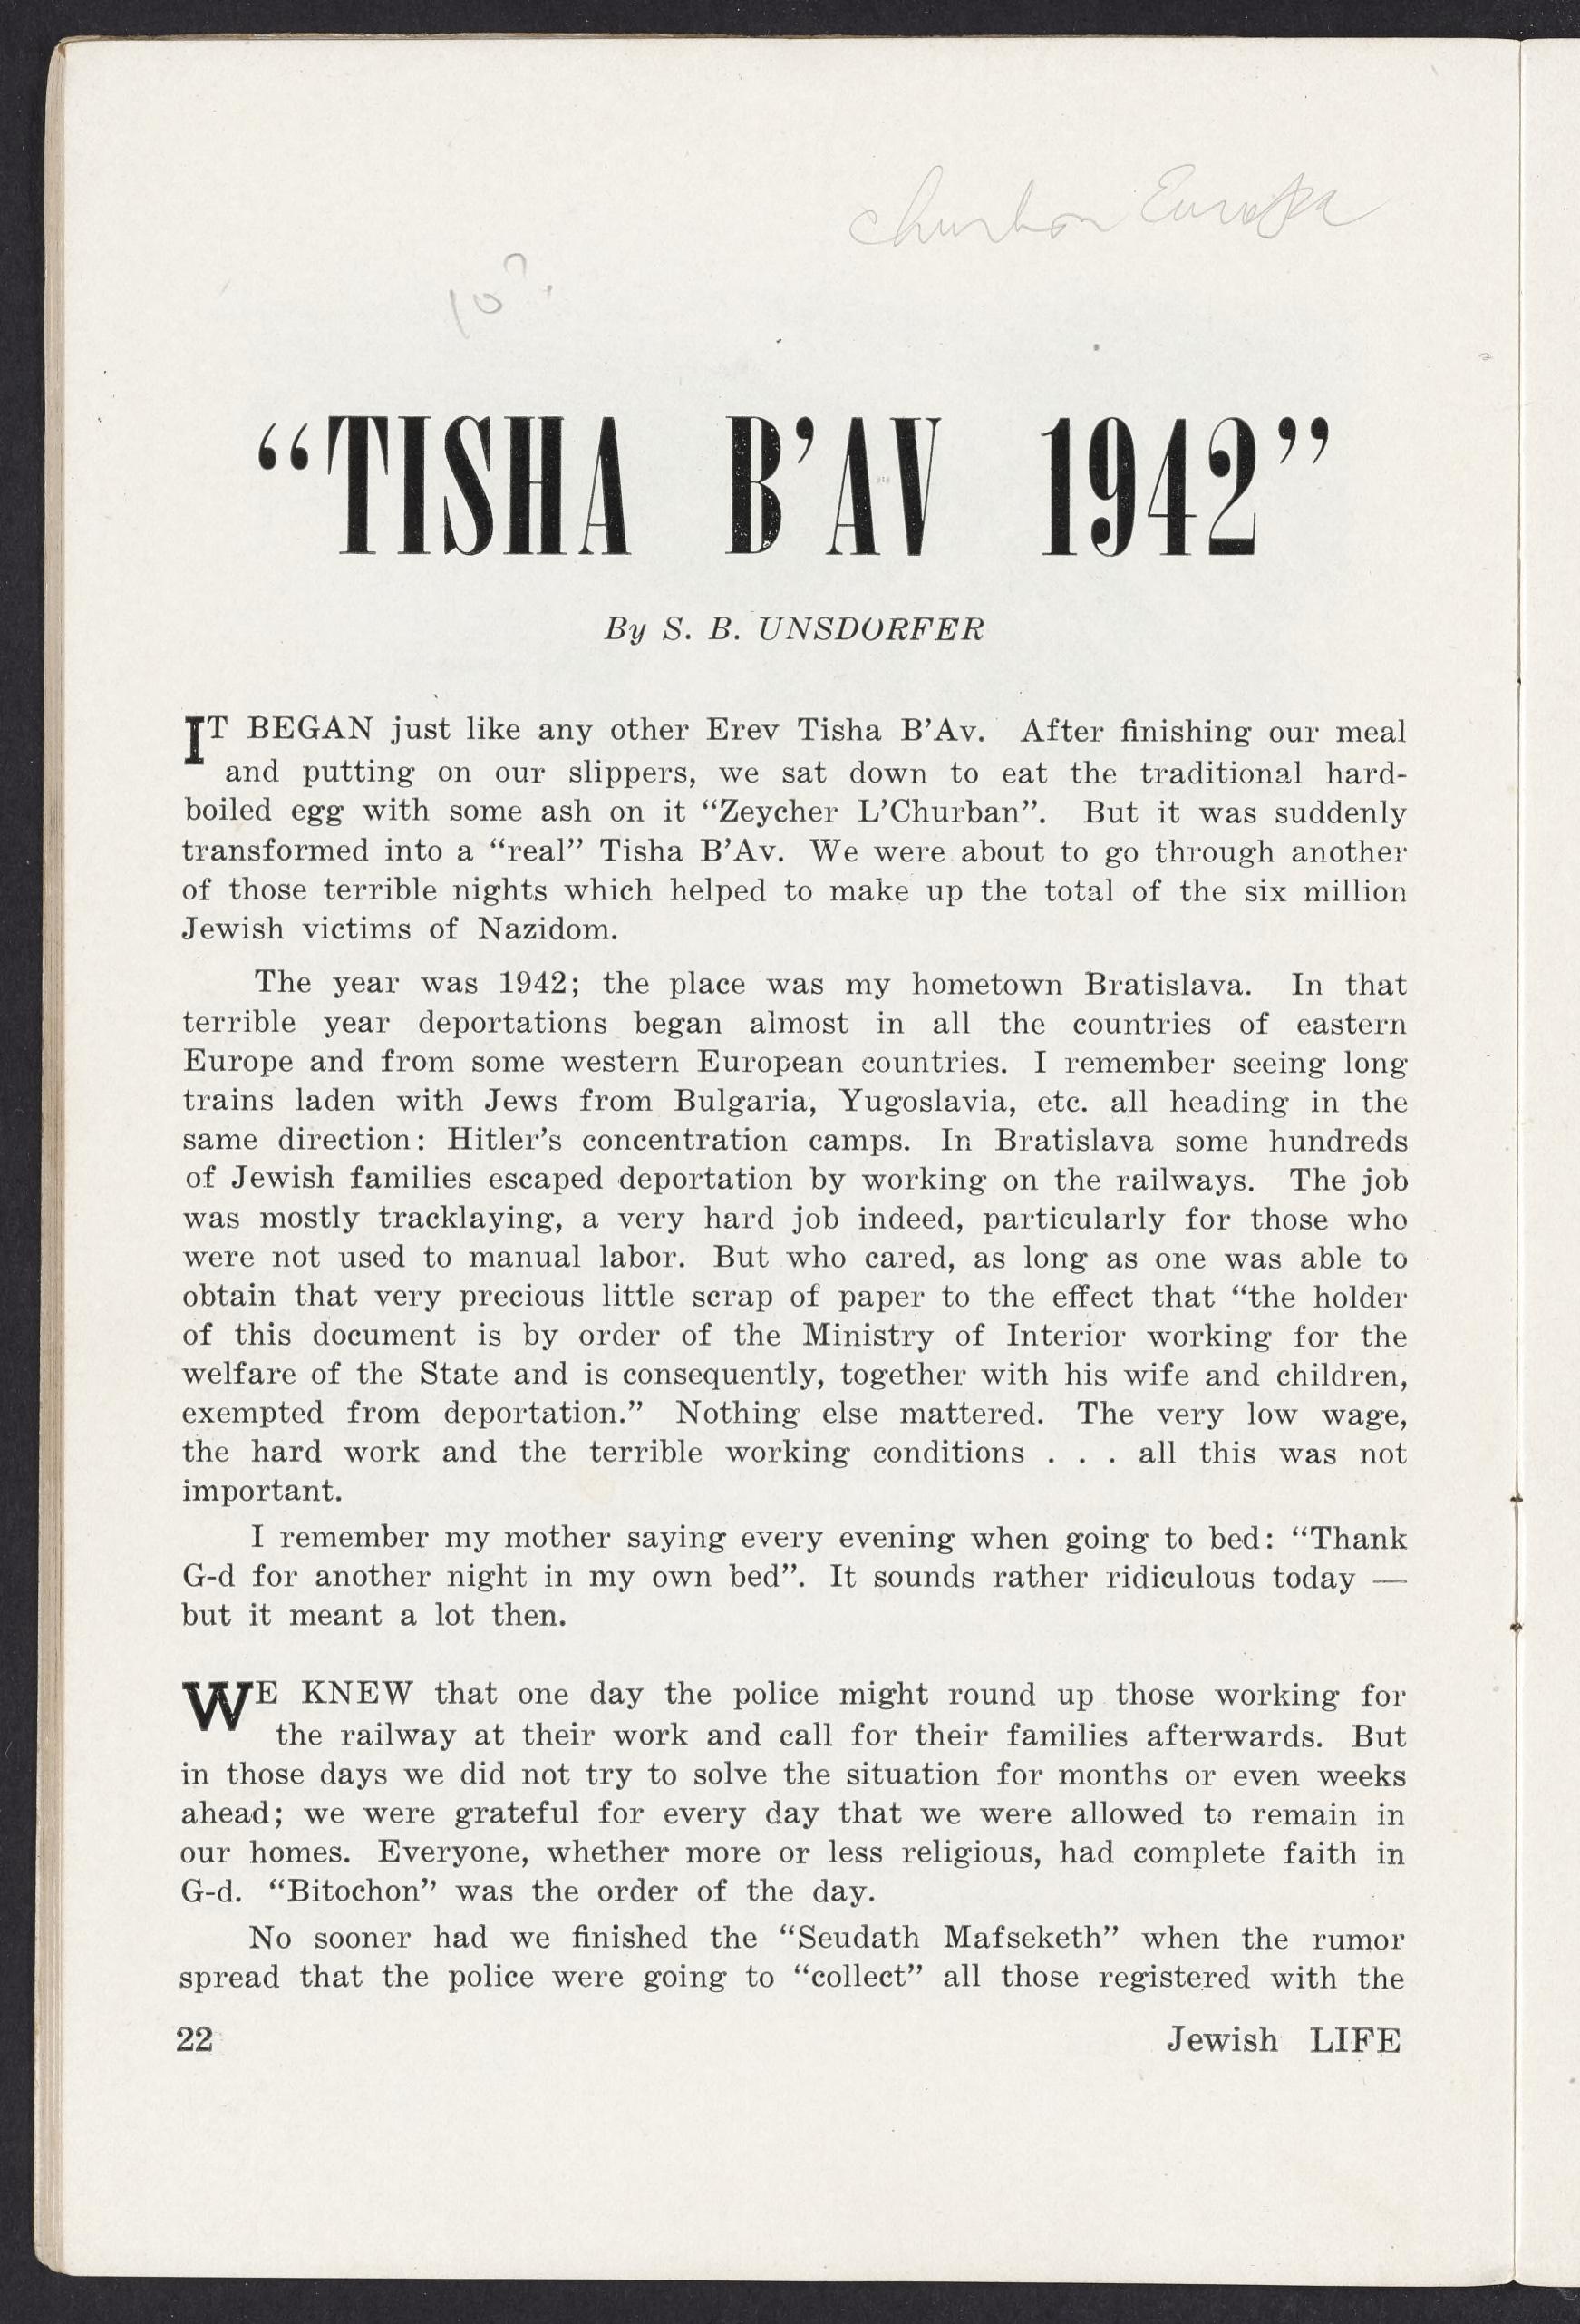 Churbon Europa
“TISHA B’AV 1942”
By S. B. UNSDORFER
IT BEGAN just like any other Erev Tisha B’Av. After finishing our meal
and putting on our slippers, we sat down to eat the traditional hard-
boiled egg with some ash on it “Zeycher L’Churban”. But it was suddenly
transformed into a “real” Tisha B’Av. We were about to go through another
of those terrible nights which helped to make up the total of the six million
Jewish victims of Nazidom.
The year was 1942; the place was my hometown Bratislava. In that
terrible year deportations began almost in all the countries of eastern
Europe and from some western European countries. I remember seeing long
trains laden with Jews from Bulgaria, Yugoslavia, etc. all heading in the
same direction: Hitler’s concentration camps. In Bratislava some hundreds
of Jewish families escaped deportation by working on the railways. The job
was mostly tracklaying, a very hard job indeed, particularly for those who
were not used to manual labor. But who cared, as long as one was able to
obtain that very precious little scrap of paper to the effect that “the holder
of this document is by order of the Ministry of Interior working for the
welfare of the State and is consequently, together with his wife and children,
exempted from deportation.” Nothing else mattered. The very low wage,
the hard work and the terrible working conditions . . . all this was not
important.
I remember my mother saying every evening when going to bed: “Thank
G-d for another night in my own bed”. It sounds rather ridiculous today —
but it meant a lot then.
WE KNEW that one day the police might round up those working for
the railway at their work and call for their families afterwards. But
in those days we did not try to solve the situation for months or even weeks
ahead; we were grateful for every day that we were allowed to remain in
our homes. Everyone, whether more or less religious, had complete faith in
G-d. “Bitochon” was the order of the day.
No sooner had we finished the “Seudath Mafseketh” when the rumor
spread that the police were going to “collect” all those registered with the
22 Jewish LIFE